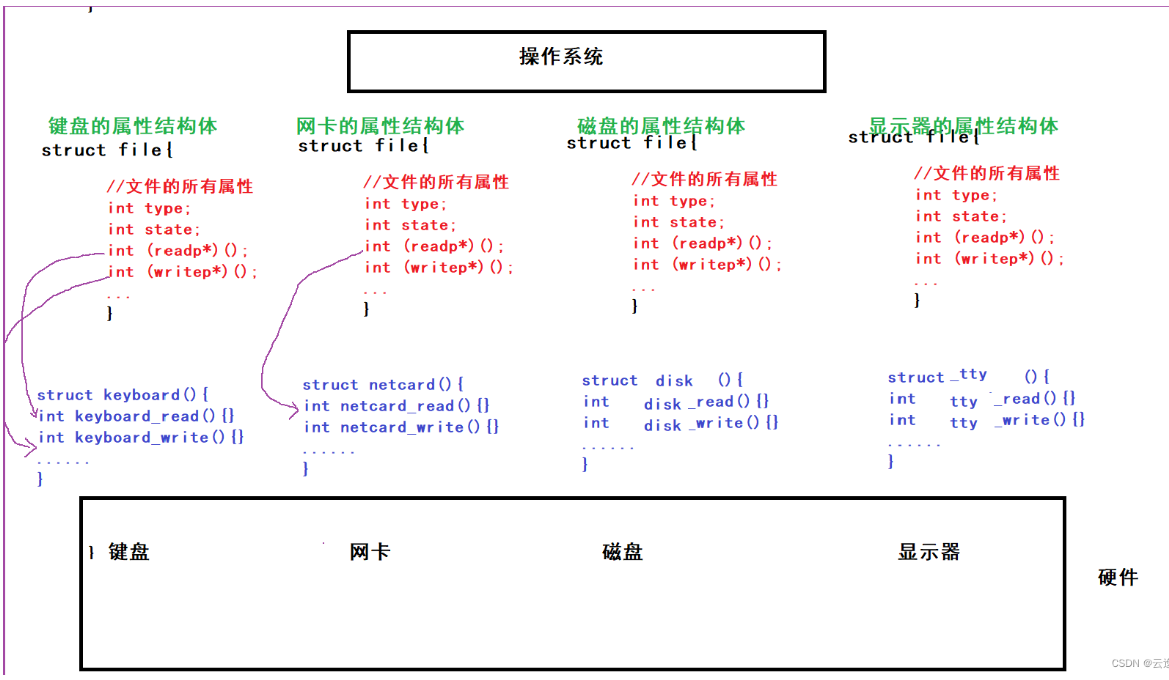 }
操作系统
键盘的属性结构体
struct file{
//文件的所有属性
int type;
int state;
int (readp*)();
int (writep*)();
...
}
网卡的属性结构体
struct file{
//文件的所有属性
int type;
int state;
int (readp*)();
int (writep*)();
...
}
磁盘的属性结构体
struct file{
//文件的所有属性
int type;
int state;
int (readp*)();
int (writep*)();
...
}
显示器的属性结构体
struct file{
//文件的所有属性
int type;
int state;
int (readp*)();
int (writep*)();
...
}
struct keyboard(){
int keyboard_read(){}
int keyboard_write(){}
......
}
struct netcard(){
int netcard_read(){}
int netcard_write(){}
......
}
struct disk (){
int disk _read(){}
int disk _write(){}
......
}
struct _tty (){
int tty _read(){}
int tty _write(){}
......
}
} 键盘
网卡
磁盘
显示器
硬件
CSDN @云